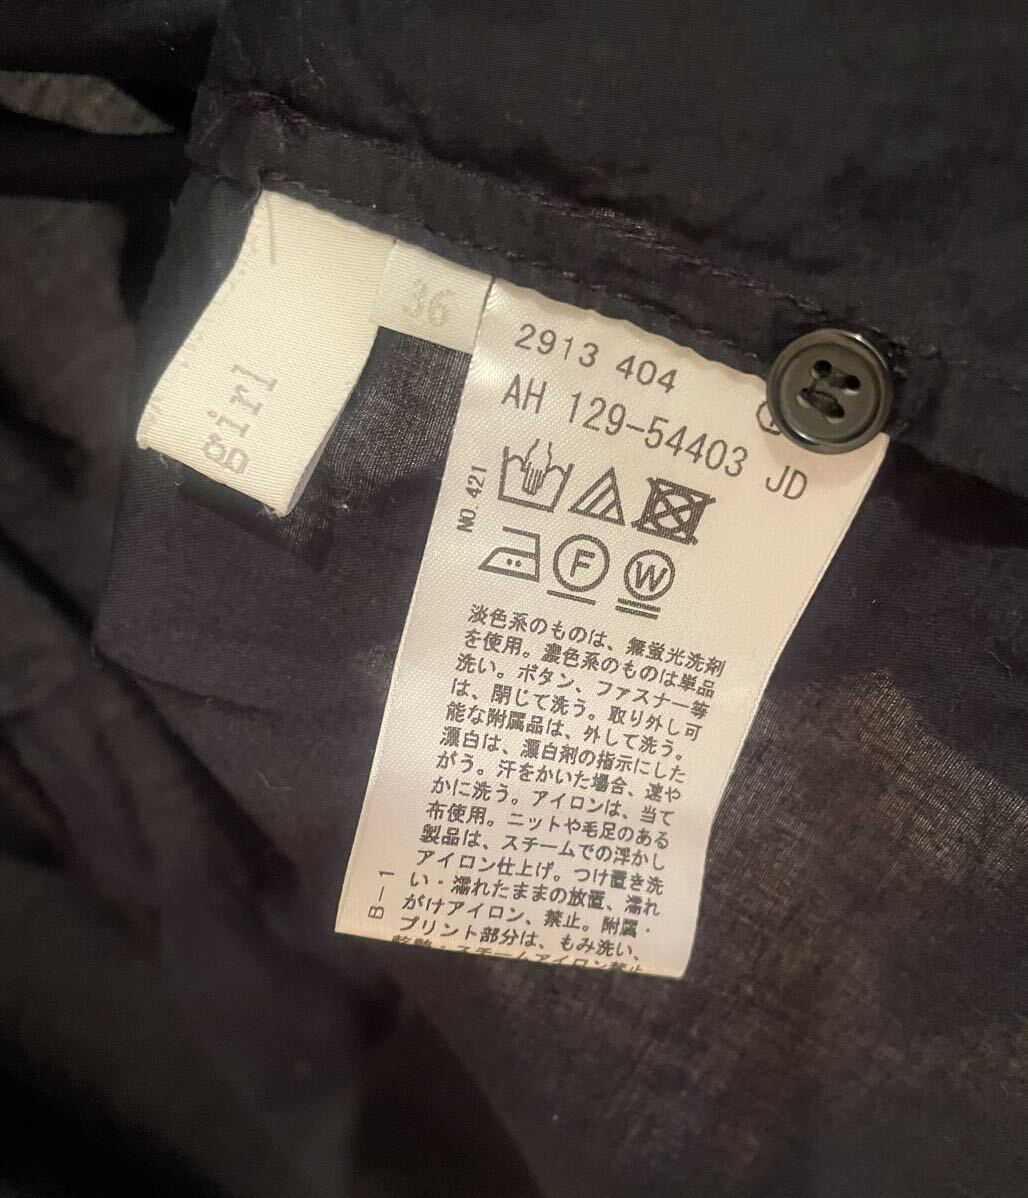 girl
36
2913 404
AH 129-54403 JD
NO.421
F
W
淡色系のものは、無蛍光洗剤
を使用。濃色系のものは単品
洗い。ボタン、ファスナー等
は、閉じて洗う。取り外し可
能な附属品は、外して洗う。
漂白は、漂白剤の指示にした
がう。汗をかいた場合、速や
かに洗う。アイロンは、当て
布使用。ニットや毛足のある
製品は、スチームでの浮かし
アイロン仕上げ。つけ置き洗
い・濡れたままの放置、濡れ
がけアイロン、禁止。附属・
プリント部分は、もみ洗い、
B-1